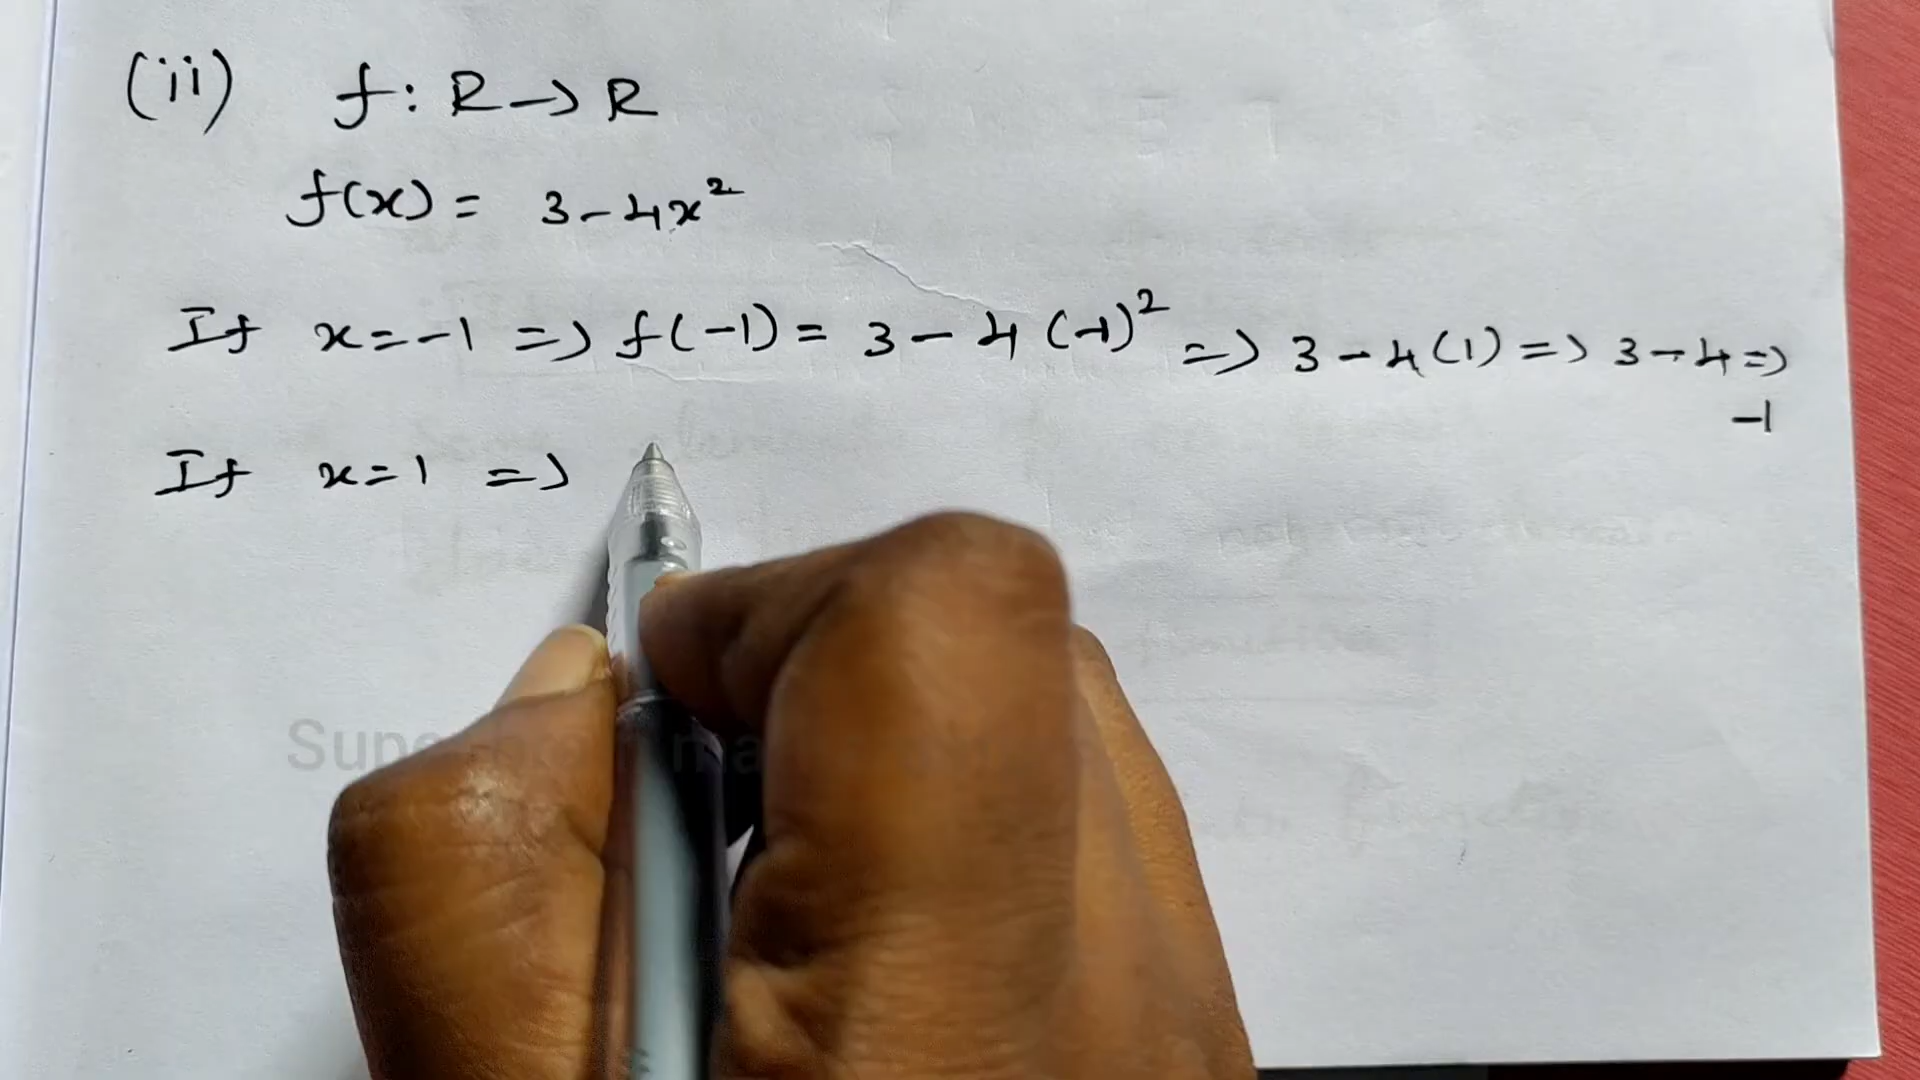 (ii) f : R → R
f(x) = 3 - 4x²
If x = -1 => f(-1) = 3 - 4 (-1)² => 3 - 4(1) => 3 - 4 =>
-1
If x = 1 =>